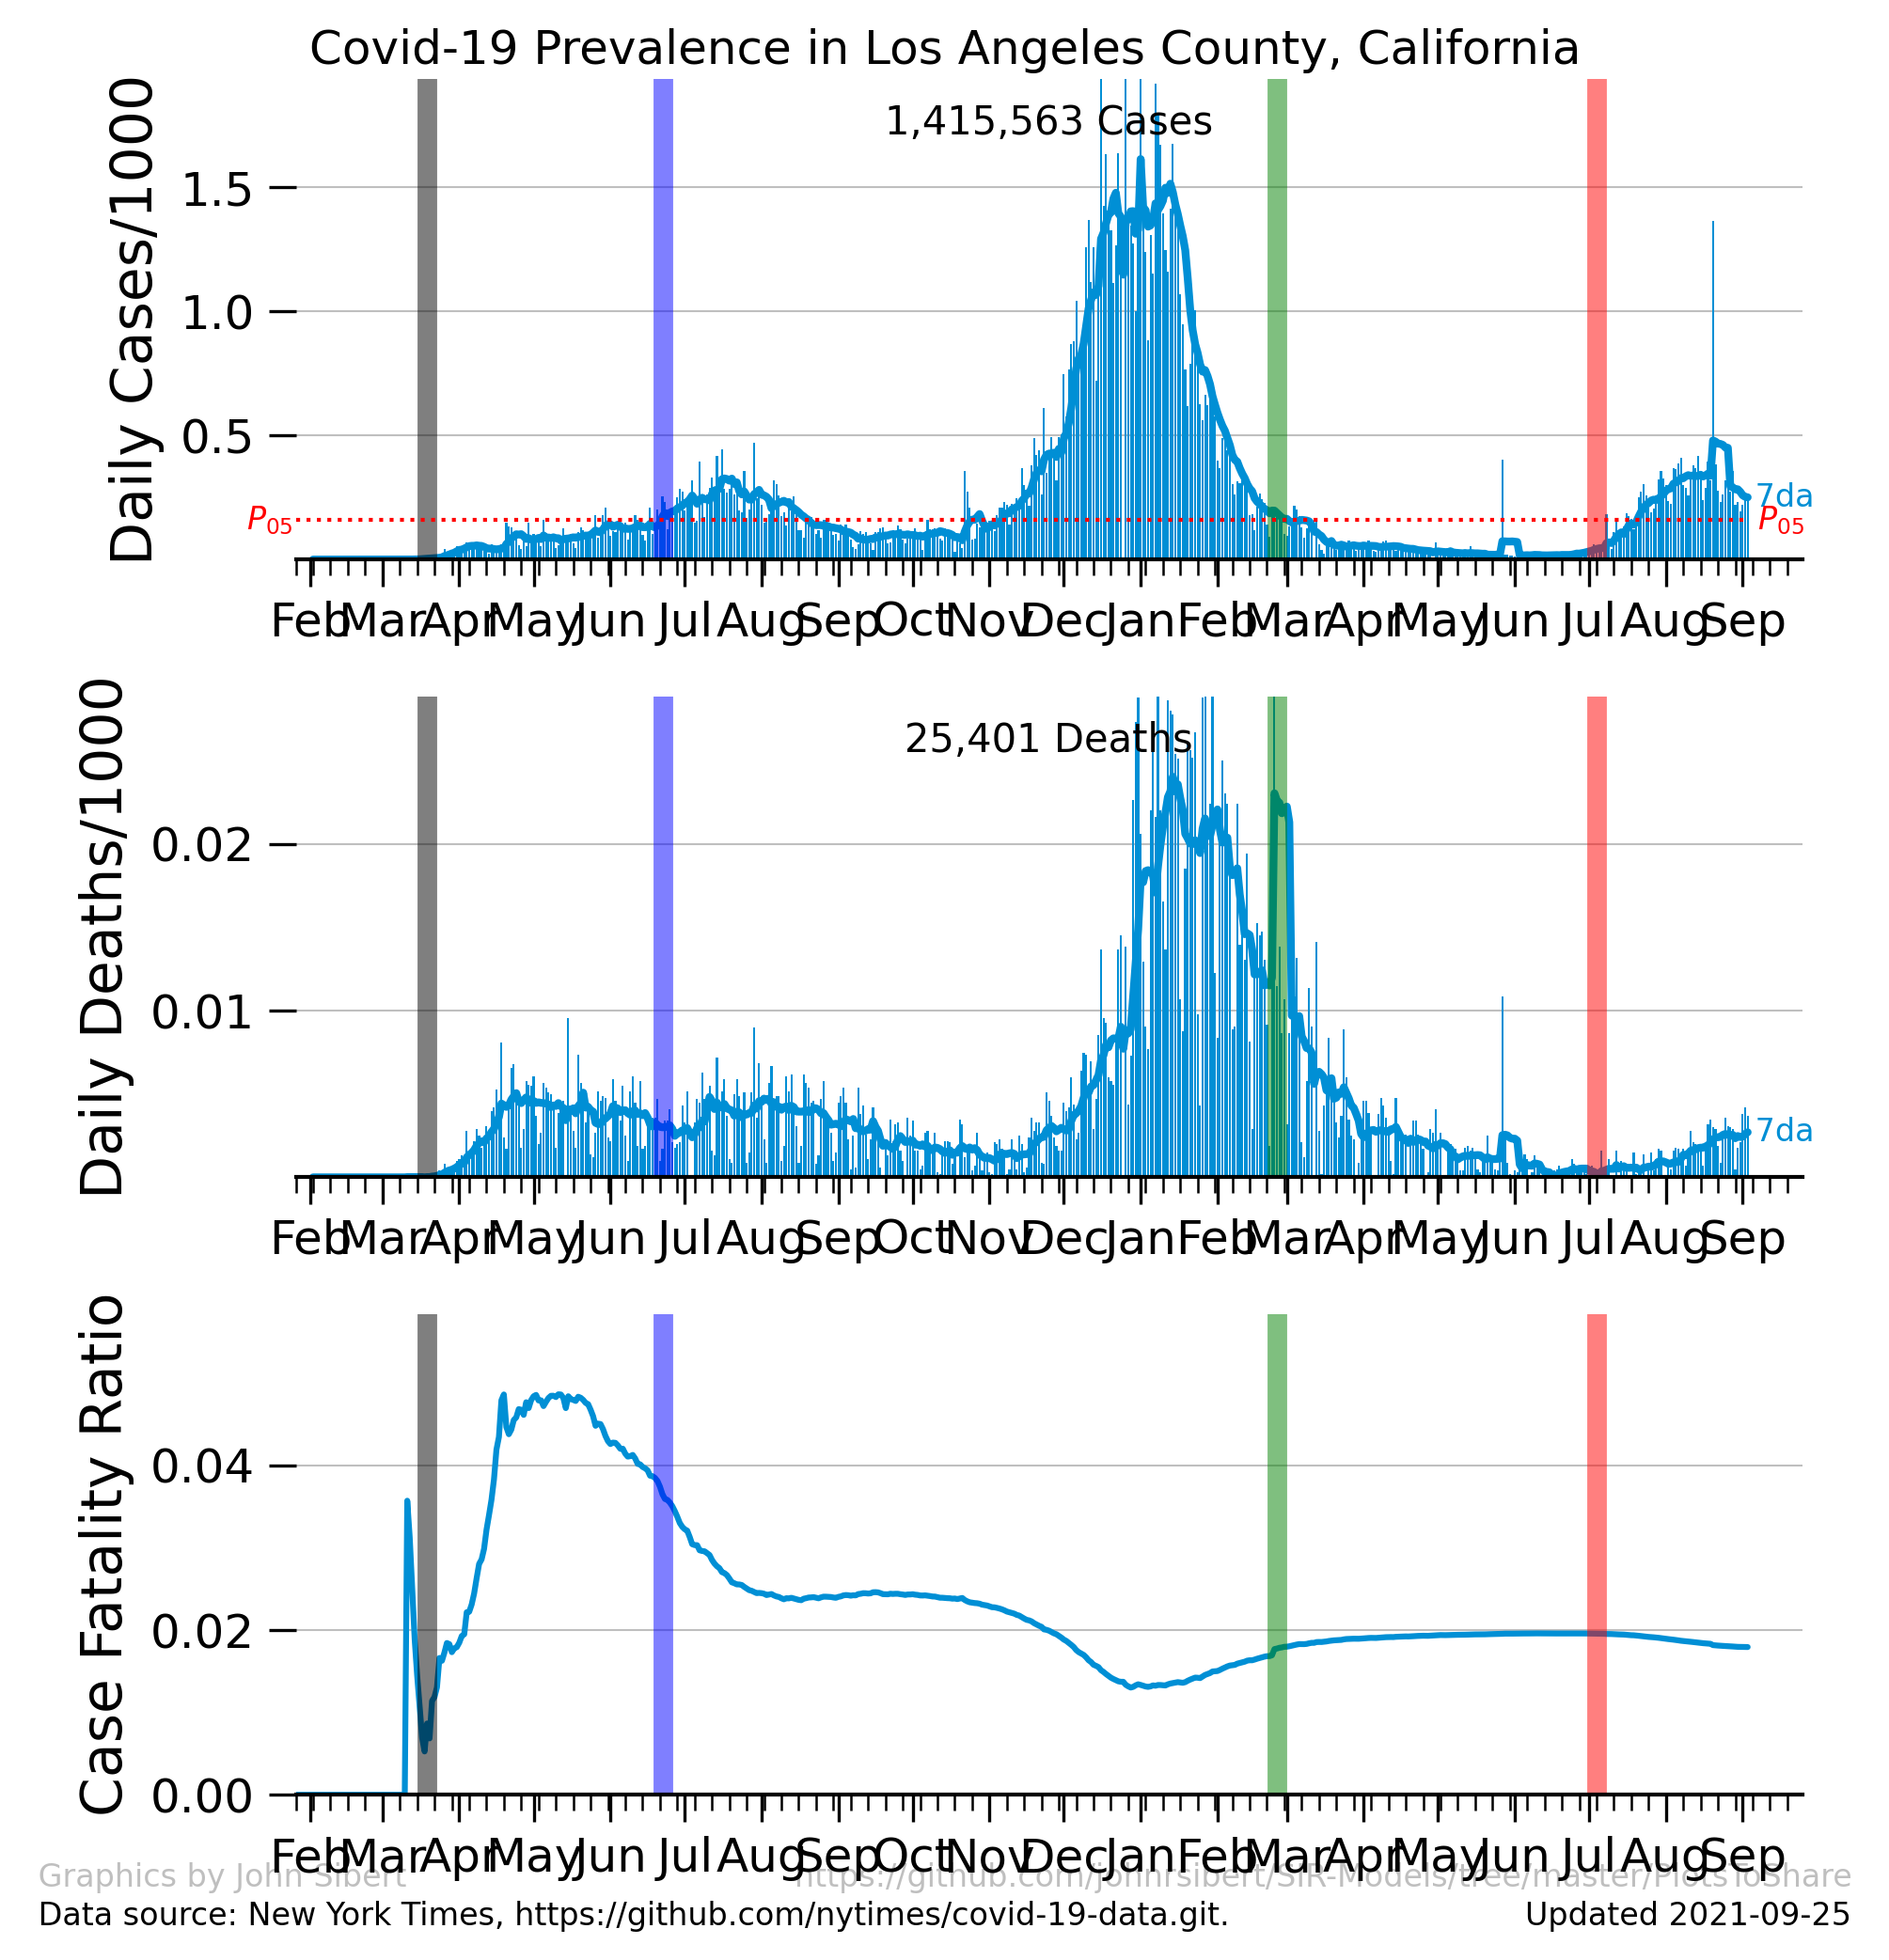 Covid-19 Prevalence in Los Angeles County, California
1,415,563 Cases
Daily Cases/1000
1.5
1.0
0.5
P05
7da
P05
Feb Mar Apr May Jun Jul Aug Sep Oct Nov Dec Jan Feb Mar Apr May Jun Jul Aug Sep
25,401 Deaths
Daily Deaths/1000
0.02
0.01
7da
Feb Mar Apr May Jun Jul Aug Sep Oct Nov Dec Jan Feb Mar Apr May Jun Jul Aug Sep
Case Fatality Ratio
0.04
0.02
0.00
Feb Mar Apr May Jun Jul Aug Sep Oct Nov Dec Jan Feb Mar Apr May Jun Jul Aug Sep
Graphics by John Sibert https://github.com/johnrsibert/SIR-Models/tree/master/PlotsToShare
Data source: New York Times, https://github.com/nytimes/covid-19-data.git. Updated 2021-09-25